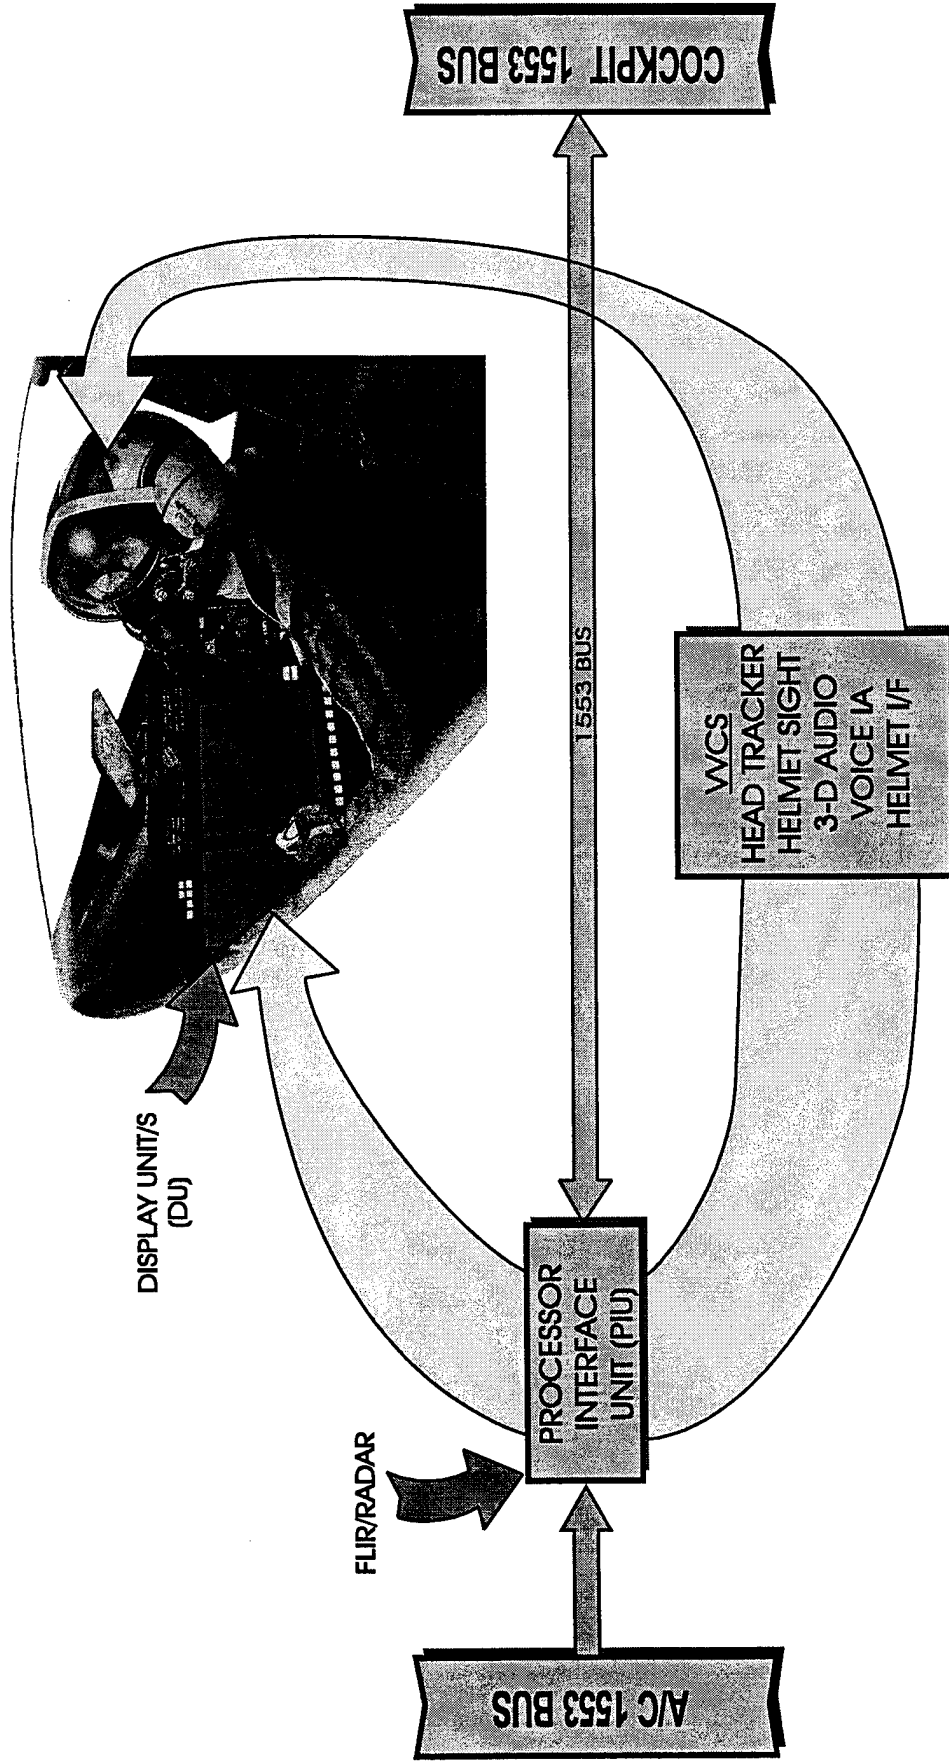 DISPLAY UNIT/S
(DU)
FLIR/RADAR
A/C 1553 BUS
PROCESSOR
INTERFACE
UNIT (PIU)
1553 BUS
COCKPIT 1553 BUS
VVCS
HEAD TRACKER
HELMET SIGHT
3-D AUDIO
VOICE IA
HELMET I/F